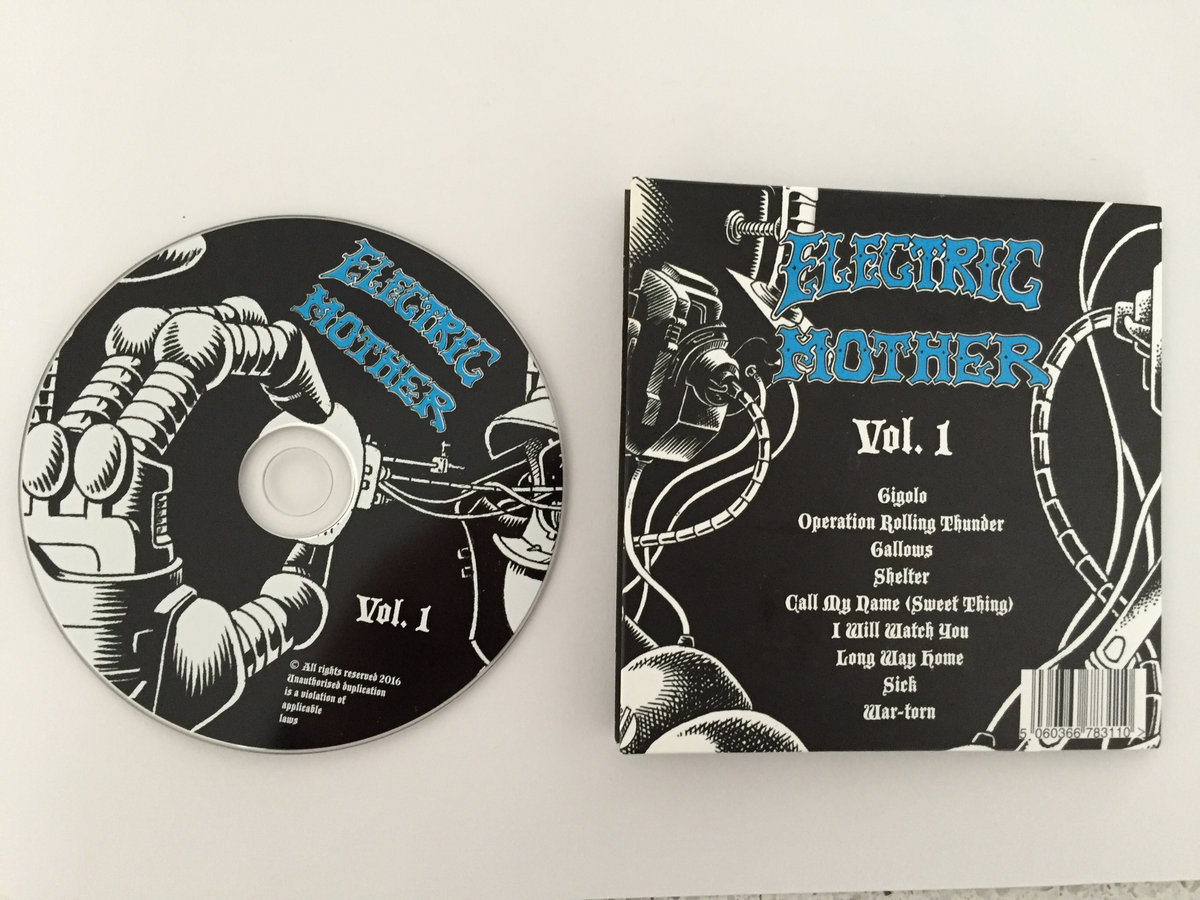 ELECTRIC
MOTHER
Vol. 1
© All rights reserved 2016
Unauthorised duplication
is a violation of
applicable
laws
ELECTRIC
MOTHER
Vol. 1
Gigolo
Operation Rolling Thunder
Gallows
Shelter
Call My Name (Sweet Thing)
I Will Watch You
Long Way Home
Sick
War-torn
5 060366 783110 >